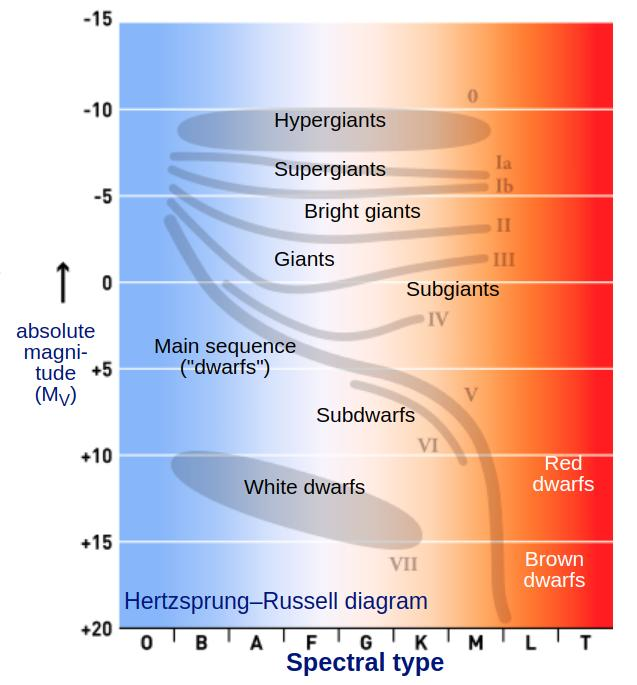 -15
-10
-5
0
+5
+10
+15
+20
absolute
magni-
tude
(MV)
0
Hypergiants
Ia
Supergiants
Ib
Bright giants
II
Giants
III
Subgiants
IV
Main sequence
("dwarfs")
V
Subdwarfs
VI
Red
dwarfs
White dwarfs
VII
Brown
dwarfs
Hertzsprung–Russell diagram
O B A F G K M L T
Spectral type